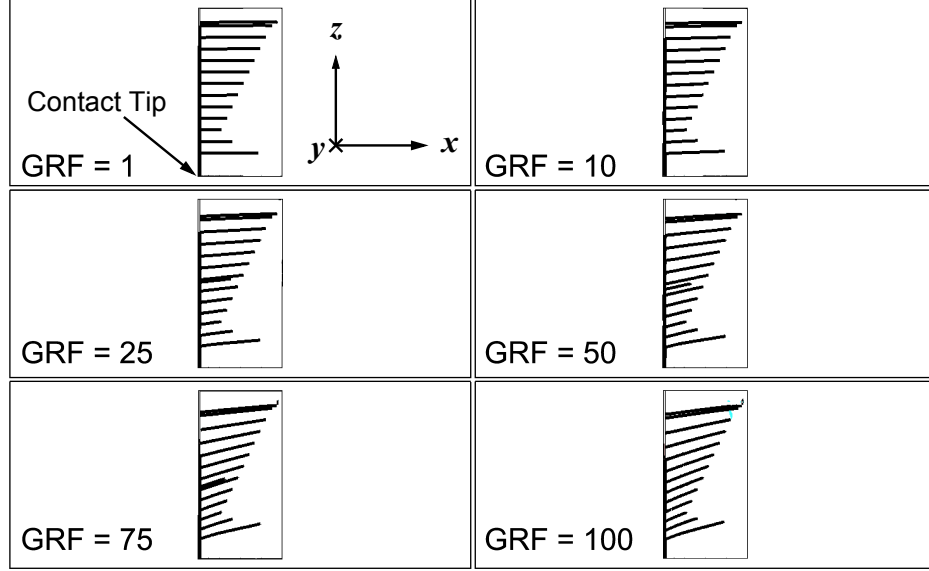 z
Contact Tip
y
x
GRF = 1
GRF = 10
GRF = 25
GRF = 50
GRF = 75
GRF = 100